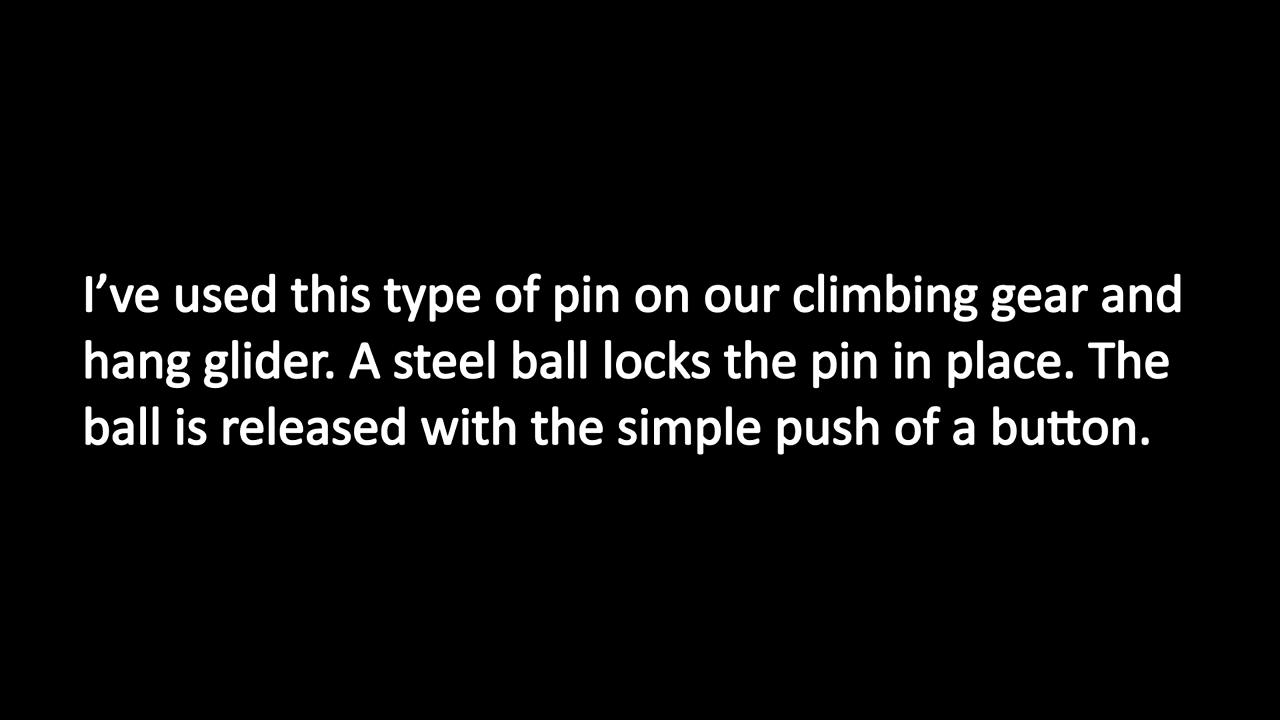 I’ve used this type of pin on our climbing gear and
hang glider. A steel ball locks the pin in place. The
ball is released with the simple push of a button.